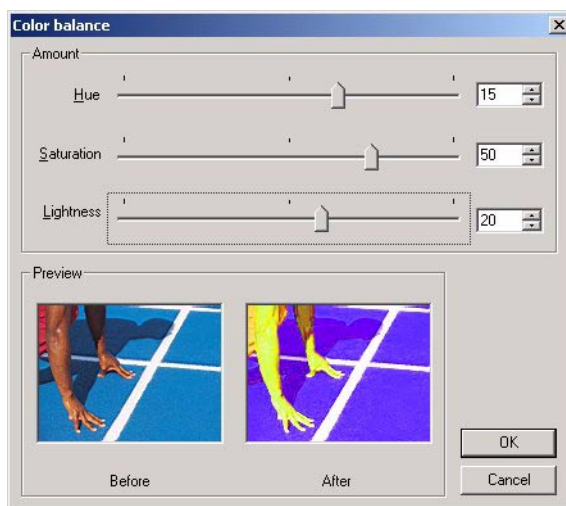 Color balance
Amount
Hue 15
Saturation 50
Lightness 20
Preview
Before After
OK
Cancel